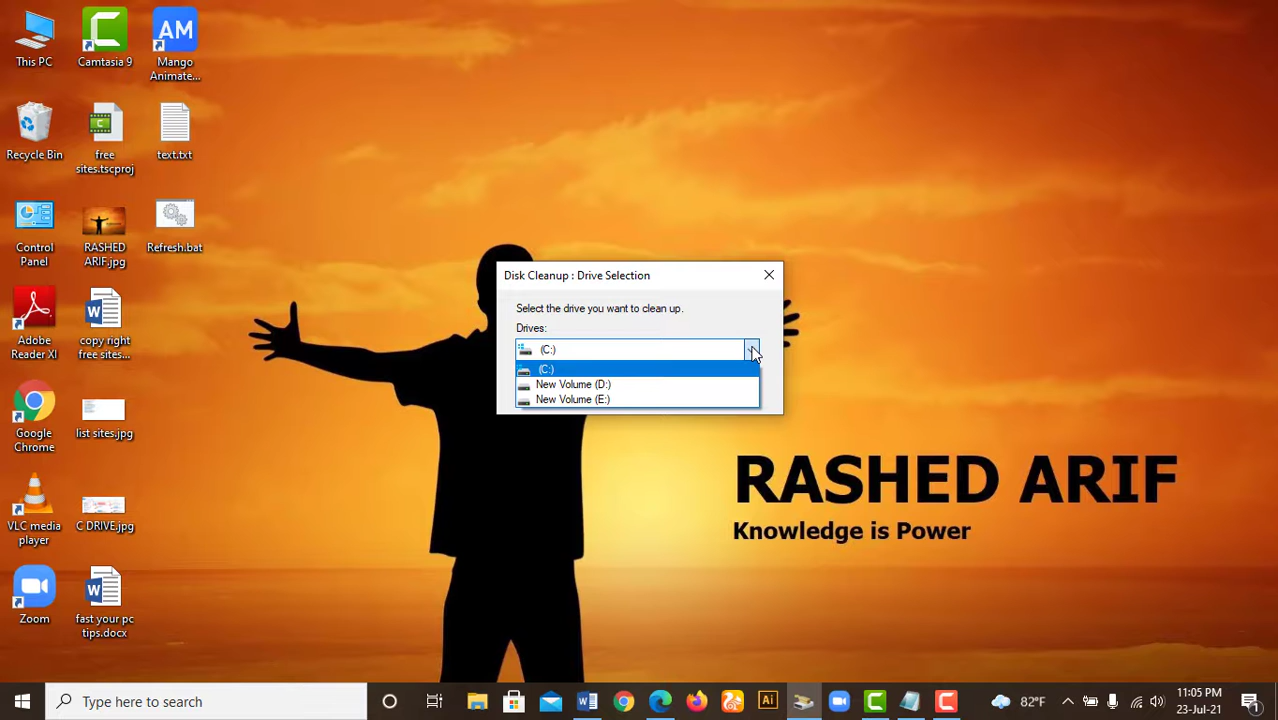 This PC
Camtasia 9
Mango
Animate...
Recycle Bin
free
sites.tscproj
text.txt
Control
Panel
RASHED
ARIF.jpg
Refresh.bat
Adobe
Reader XI
copy right
free sites...
Google
Chrome
list sites.jpg
VLC media
player
C DRIVE.jpg
Zoom
fast your pc
tips.docx
AM
Disk Cleanup : Drive Selection
Select the drive you want to clean up.
Drives:
(C:)
(C:)
New Volume (D:)
New Volume (E:)
RASHED ARIF
Knowledge is Power
Type here to search
Ai
82°F
11:05 PM
23-Jul-21
1